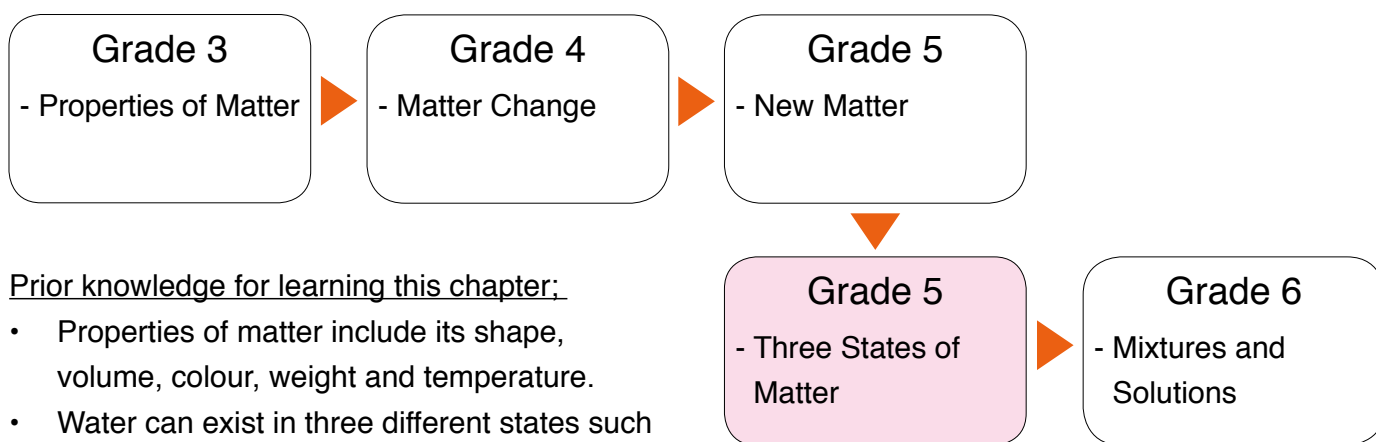 Grade 3
- Properties of Matter
Grade 4
- Matter Change
Grade 5
- New Matter
Grade 5
- Three States of
Matter
Grade 6
- Mixtures and
Solutions
Prior knowledge for learning this chapter;
• Properties of matter include its shape,
volume, colour, weight and temperature.
• Water can exist in three different states such